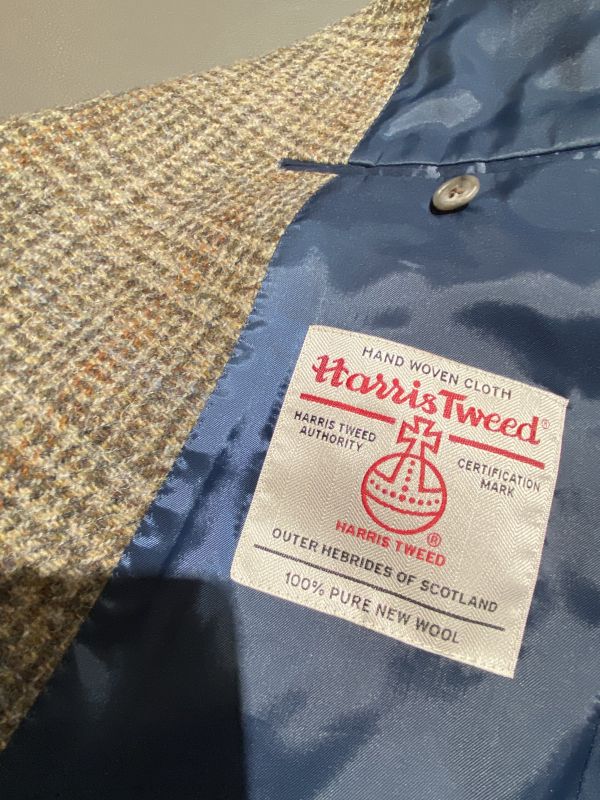 HAND WOVEN CLOTH
Harris Tweed®
HARRIS TWEED
AUTHORITY
CERTIFICATION
MARK
®
HARRIS TWEED
OUTER HEBRIDES OF SCOTLAND
100% PURE NEW WOOL